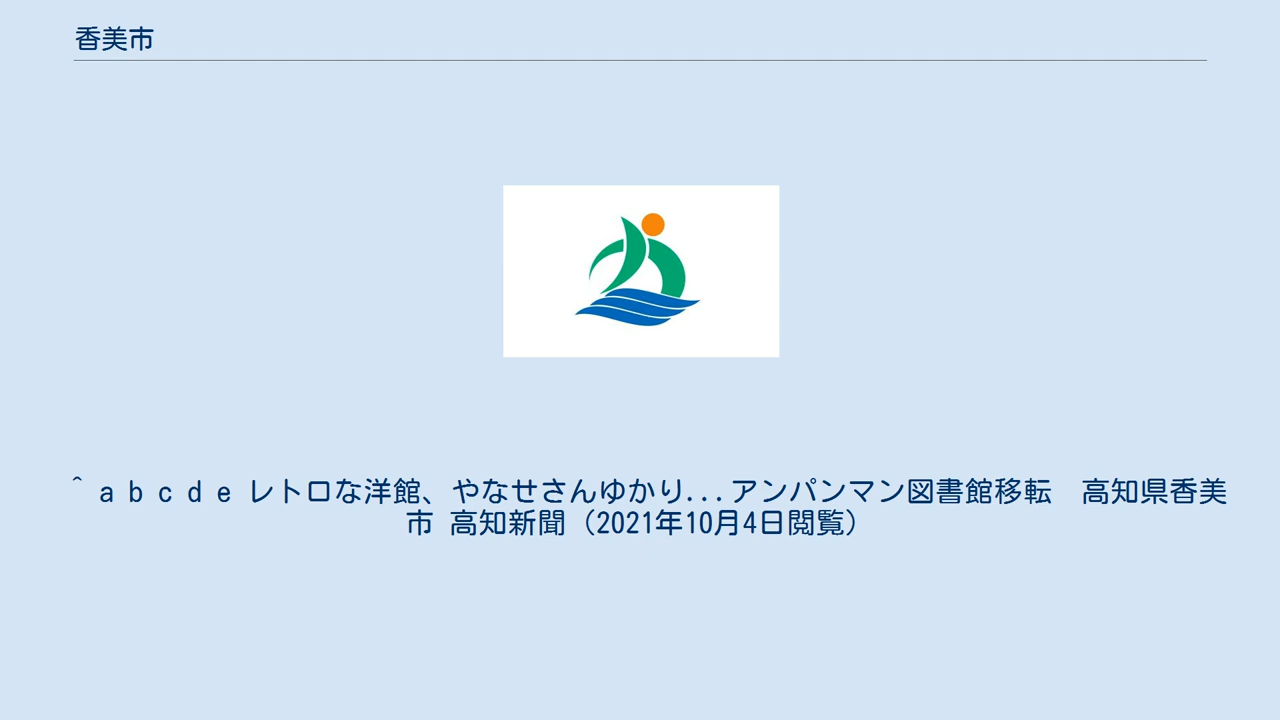 香美市
^ a b c d e レトロな洋館、やなせさんゆかり...アンパンマン図書館移転　高知県香美
市 高知新聞（2021年10月4日閲覧）